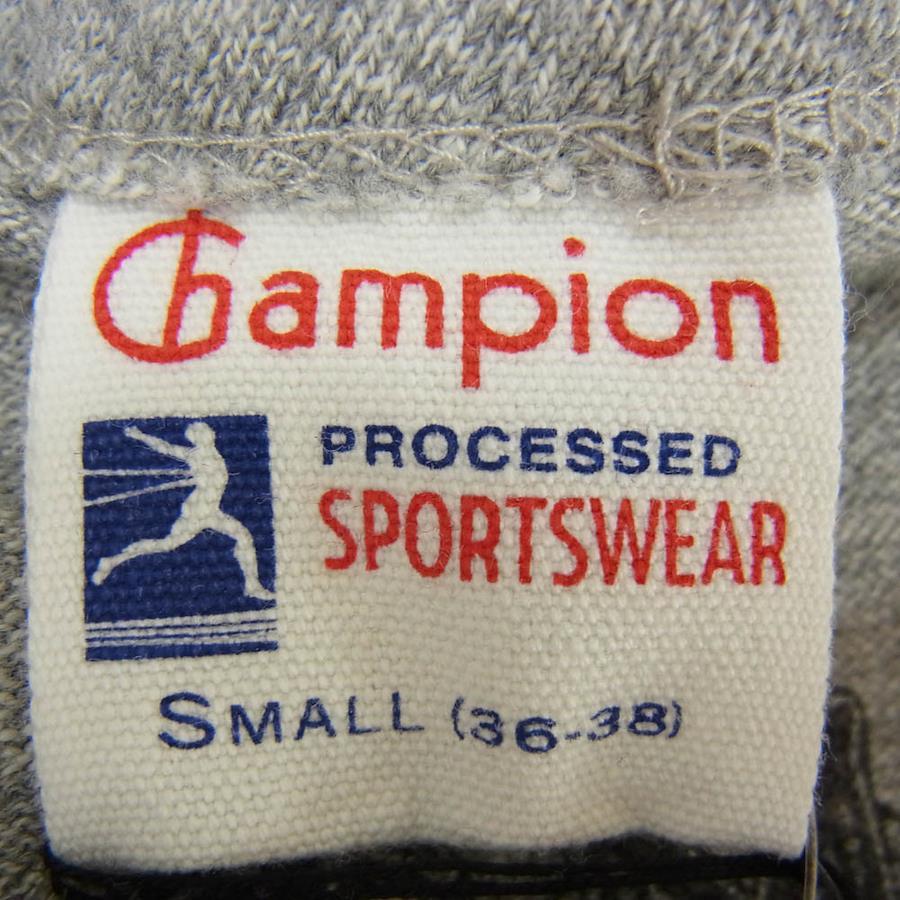 Champion
PROCESSED
SPORTSWEAR
SMALL (36-38)